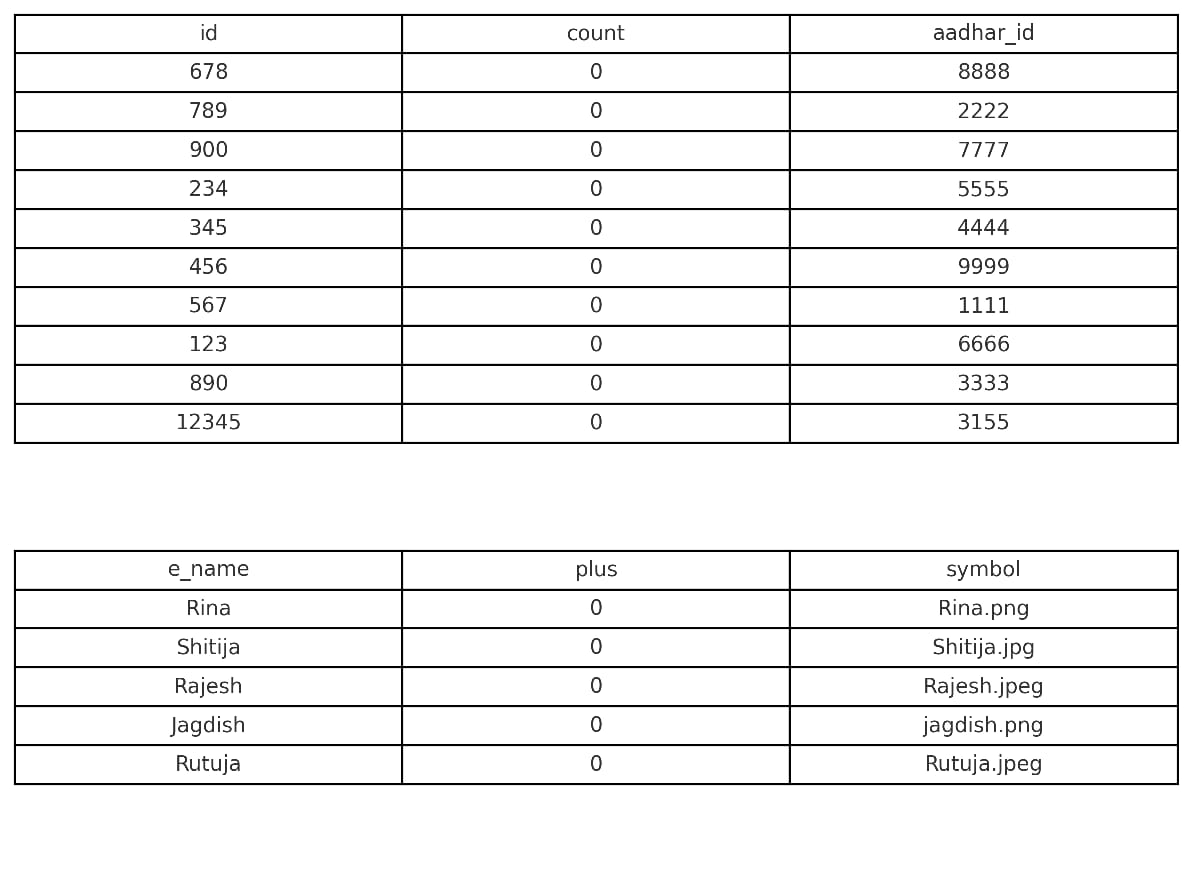 id count aadhar_id
678 0 8888
789 0 2222
900 0 7777
234 0 5555
345 0 4444
456 0 9999
567 0 1111
123 0 6666
890 0 3333
12345 0 3155
e_name plus symbol
Rina 0 Rina.png
Shitija 0 Shitija.jpg
Rajesh 0 Rajesh.jpeg
Jagdish 0 jagdish.png
Rutuja 0 Rutuja.jpeg